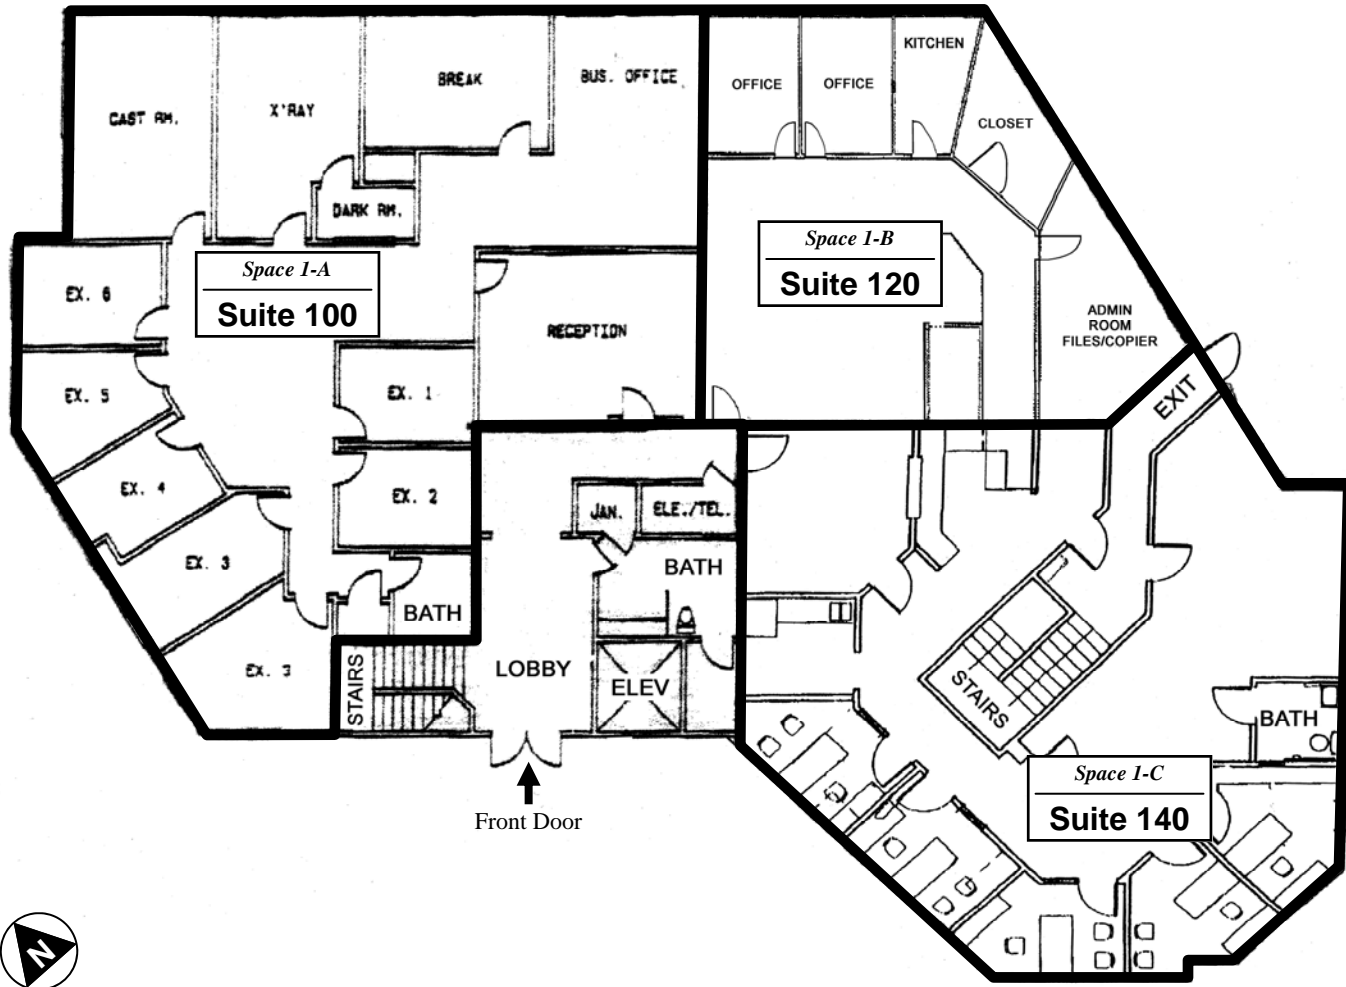 CAST RM.
X'RAY
BREAK
BUS. OFFICE
DARK RM.
OFFICE
OFFICE
KITCHEN
CLOSET
Space 1-A
Suite 100
Space 1-B
Suite 120
EX. 6
EX. 5
EX. 4
EX. 3
EX. 3
EX. 1
EX. 2
RECEPTION
ADMIN
ROOM
FILES/COPIER
EXIT
JAN.
ELE./TEL.
BATH
BATH
LOBBY
ELEV
STAIRS
STAIRS
BATH
Space 1-C
Suite 140
Front Door
N